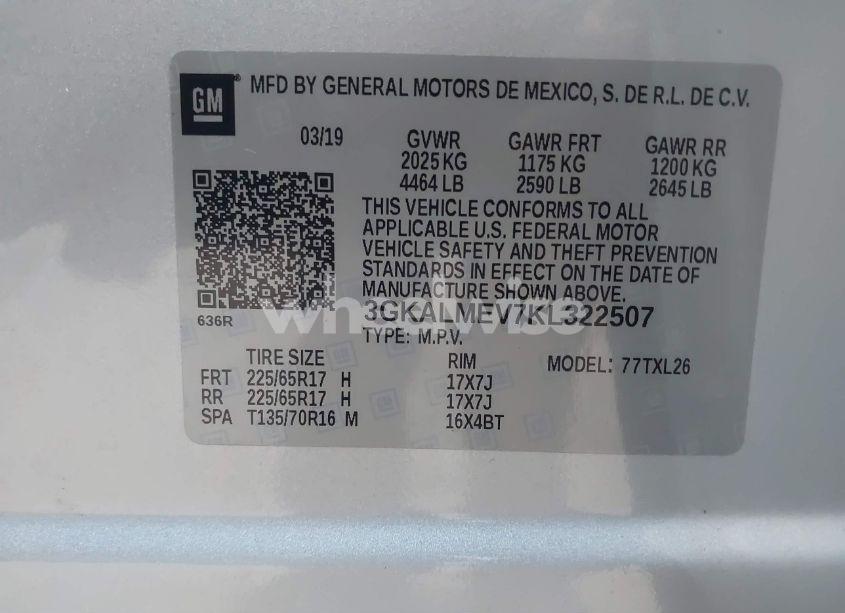 GM
MFD BY GENERAL MOTORS DE MEXICO, S. DE R.L. DE C.V.
03/19 GVWR GAWR FRT GAWR RR
2025 KG 1175 KG 1200 KG
4464 LB 2590 LB 2645 LB
THIS VEHICLE CONFORMS TO ALL
APPLICABLE U.S. FEDERAL MOTOR
VEHICLE SAFETY AND THEFT PREVENTION
STANDARDS IN EFFECT ON THE DATE OF
MANUFACTURE SHOWN ABOVE.
636R
3GKALMEV7KL322507
TYPE: M.P.V.
TIRE SIZE RIM MODEL: 77TXL26
FRT 225/65R17 H 17X7J
RR 225/65R17 H 17X7J
SPA T135/70R16 M 16X4BT